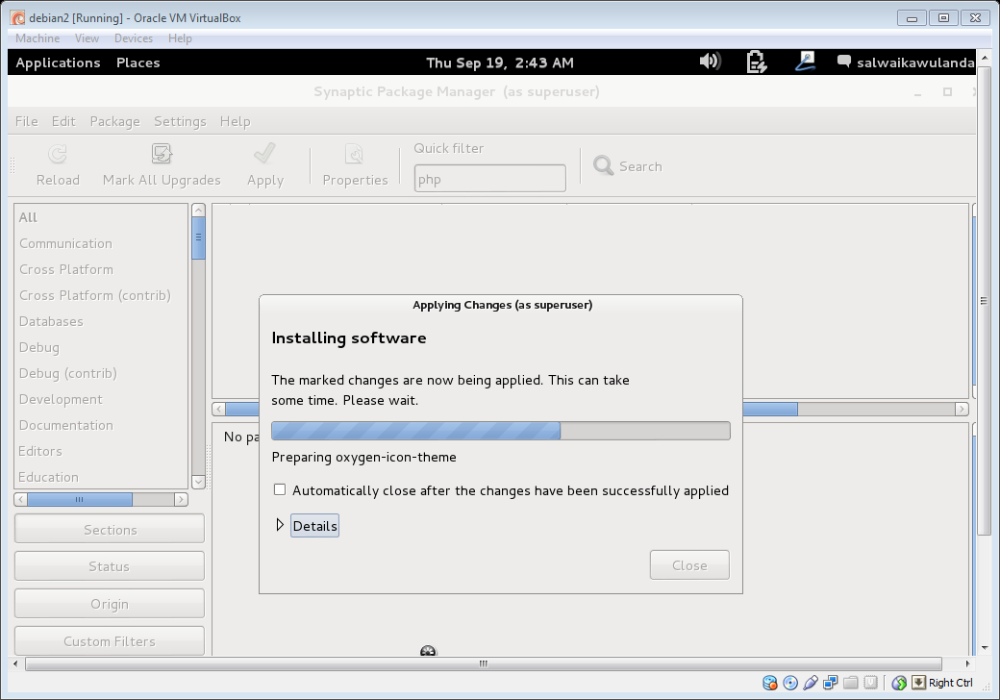 debian2 [Running] - Oracle VM VirtualBox
Machine View Devices Help
Applications Places Thu Sep 19, 2:43 AM salwaikawulanda
Synaptic Package Manager (as superuser)
File Edit Package Settings Help
Quick filter
Reload Mark All Upgrades Apply Properties php Search
All
Communication
Cross Platform
Cross Platform (contrib)
Databases
Debug
Debug (contrib)
Development
Documentation
Editors
Education
Sections
Status
Origin
Custom Filters
No pa
Applying Changes (as superuser)
Installing software
The marked changes are now being applied. This can take
some time. Please wait.
Preparing oxygen-icon-theme
Automatically close after the changes have been successfully applied
Details
Close
Right Ctrl